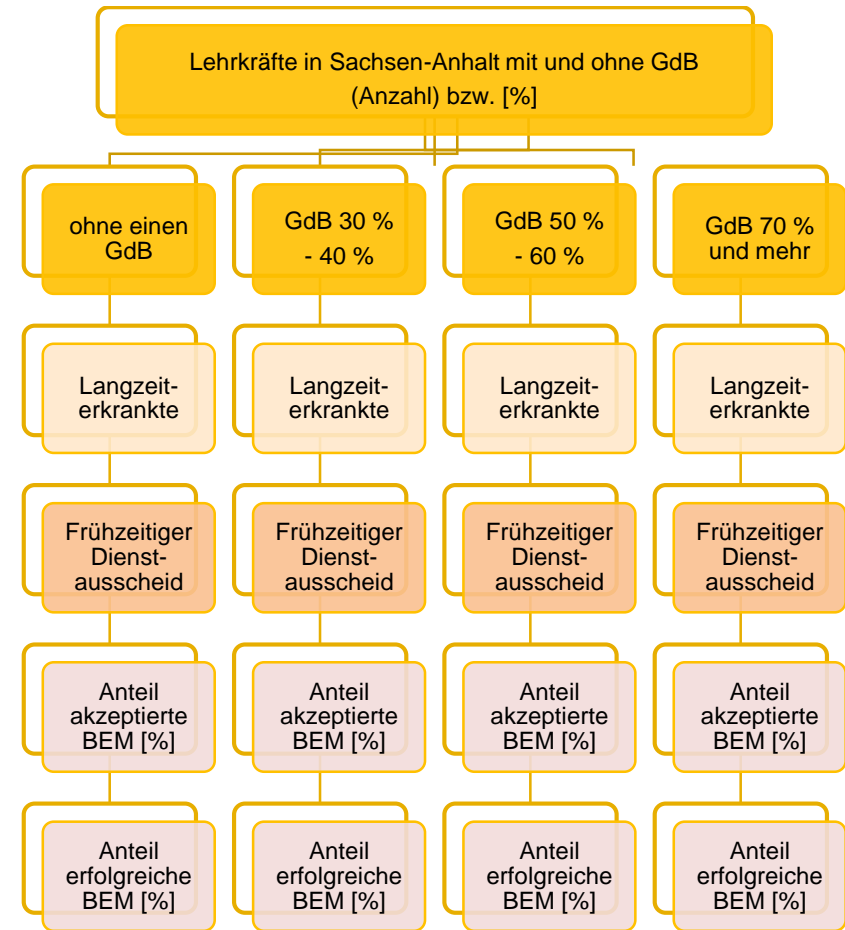 Lehrkräfte in Sachsen-Anhalt mit und ohne GdB
(Anzahl) bzw. [%]
ohne einen
GdB
GdB 30 %
- 40 %
GdB 50 %
- 60 %
GdB 70 %
und mehr
Langzeit-
erkrankte
Langzeit-
erkrankte
Langzeit-
erkrankte
Langzeit-
erkrankte
Frühzeitiger
Dienst-
ausscheid
Frühzeitiger
Dienst-
ausscheid
Frühzeitiger
Dienst-
ausscheid
Frühzeitiger
Dienst-
ausscheid
Anteil
akzeptierte
BEM [%]
Anteil
akzeptierte
BEM [%]
Anteil
akzeptierte
BEM [%]
Anteil
akzeptierte
BEM [%]
Anteil
erfolgreiche
BEM [%]
Anteil
erfolgreiche
BEM [%]
Anteil
erfolgreiche
BEM [%]
Anteil
erfolgreiche
BEM [%]